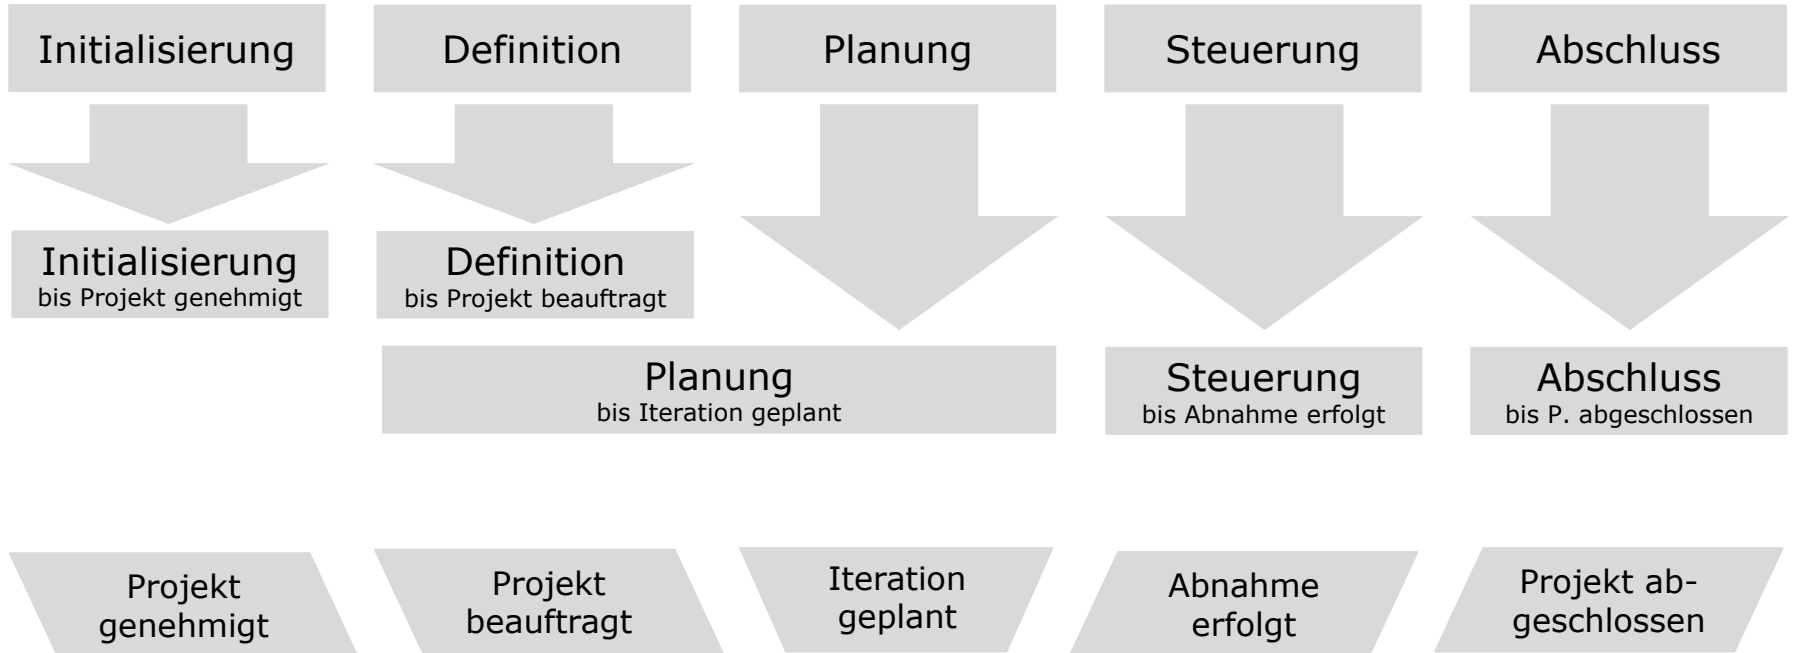 Initialisierung
Definition
Planung
Steuerung
Abschluss
Initialisierung
bis Projekt genehmigt
Definition
bis Projekt beauftragt
Planung
bis Iteration geplant
Steuerung
bis Abnahme erfolgt
Abschluss
bis P. abgeschlossen
Projekt
genehmigt
Projekt
beauftragt
Iteration
geplant
Abnahme
erfolgt
Projekt ab-
geschlossen